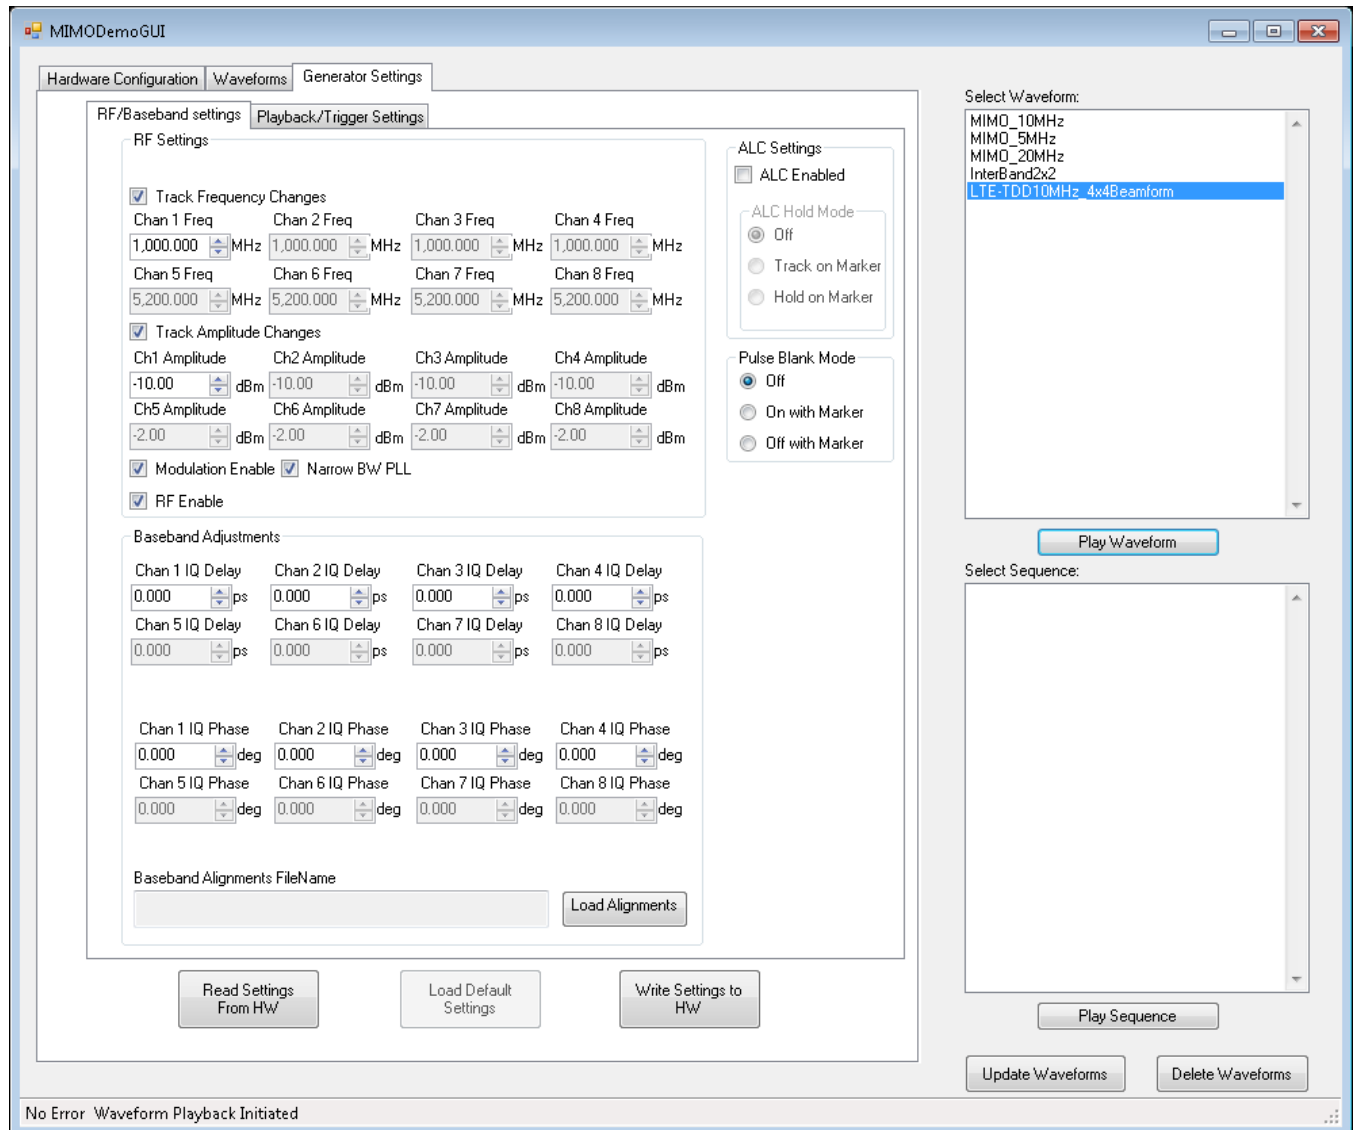 MIMODemoGUI
Hardware Configuration Waveforms Generator Settings
RF/Baseband settings Playback/Trigger Settings
RF Settings
Track Frequency Changes
Chan 1 Freq Chan 2 Freq Chan 3 Freq Chan 4 Freq
1,000.000 MHz 1,000.000 MHz 1,000.000 MHz 1,000.000 MHz
Chan 5 Freq Chan 6 Freq Chan 7 Freq Chan 8 Freq
5,200.000 MHz 5,200.000 MHz 5,200.000 MHz 5,200.000 MHz
Track Amplitude Changes
Ch1 Amplitude Ch2 Amplitude Ch3 Amplitude Ch4 Amplitude
-10.00 dBm -10.00 dBm -10.00 dBm -10.00 dBm
Ch5 Amplitude Ch6 Amplitude Ch7 Amplitude Ch8 Amplitude
-2.00 dBm -2.00 dBm -2.00 dBm -2.00 dBm
Modulation Enable Narrow BW PLL
RF Enable
ALC Settings
ALC Enabled
ALC Hold Mode
Off
Track on Marker
Hold on Marker
Pulse Blank Mode
Off
On with Marker
Off with Marker
Baseband Adjustments
Chan 1 IQ Delay Chan 2 IQ Delay Chan 3 IQ Delay Chan 4 IQ Delay
0.000 ps 0.000 ps 0.000 ps 0.000 ps
Chan 5 IQ Delay Chan 6 IQ Delay Chan 7 IQ Delay Chan 8 IQ Delay
0.000 ps 0.000 ps 0.000 ps 0.000 ps
Chan 1 IQ Phase Chan 2 IQ Phase Chan 3 IQ Phase Chan 4 IQ Phase
0.000 deg 0.000 deg 0.000 deg 0.000 deg
Chan 5 IQ Phase Chan 6 IQ Phase Chan 7 IQ Phase Chan 8 IQ Phase
0.000 deg 0.000 deg 0.000 deg 0.000 deg
Baseband Alignments FileName
Load Alignments
Read Settings
From HW
Load Default
Settings
Write Settings to
HW
Select Waveform:
MIMO_10MHz
MIMO_5MHz
MIMO_20MHz
InterBand2x2
LTE-TDD10MHz_4x4Beamform
Play Waveform
Select Sequence:
Play Sequence
Update Waveforms Delete Waveforms
No Error Waveform Playback Initiated